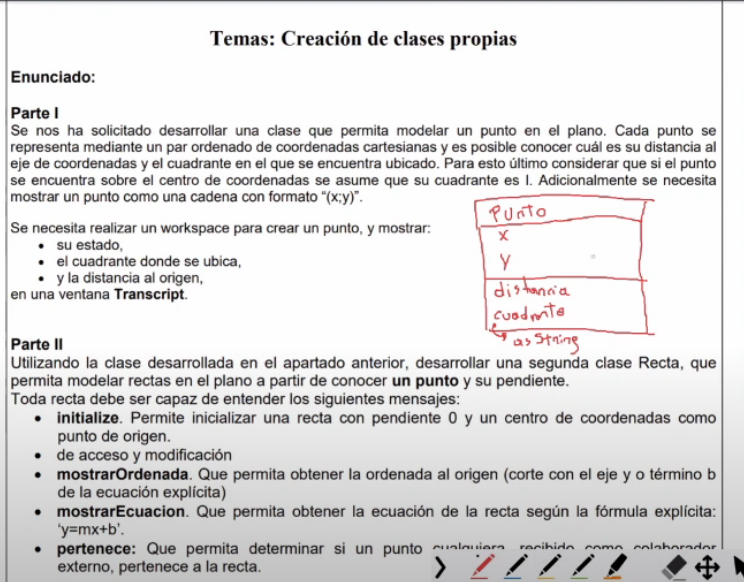 Temas: Creación de clases propias
Enunciado:
Parte I
Se nos ha solicitado desarrollar una clase que permita modelar un punto en el plano. Cada punto se
representa mediante un par ordenado de coordenadas cartesianas y es posible conocer cuál es su distancia al
eje de coordenadas y el cuadrante en el que se encuentra ubicado. Para esto último considerar que si el punto
se encuentra sobre el centro de coordenadas se asume que su cuadrante es I. Adicionalmente se necesita
mostrar un punto como una cadena con formato “(x;y)”.
Se necesita realizar un workspace para crear un punto, y mostrar:
• su estado,
• el cuadrante donde se ubica,
• y la distancia al origen,
en una ventana Transcript.
Punto
x
y
distancia
cuadrante
as String
Parte II
Utilizando la clase desarrollada en el apartado anterior, desarrollar una segunda clase Recta, que
permita modelar rectas en el plano a partir de conocer un punto y su pendiente.
Toda recta debe ser capaz de entender los siguientes mensajes:
• initialize. Permite inicializar una recta con pendiente 0 y un centro de coordenadas como
punto de origen.
• de acceso y modificación
• mostrarOrdenada. Que permita obtener la ordenada al origen (corte con el eje y o término b
de la ecuación explícita)
• mostrarEcuacion. Que permita obtener la ecuación de la recta según la fórmula explícita:
‘y=mx+b’.
• pertenece: Que permita determinar si un punto cualquiera, recibido como colaborador
externo, pertenece a la recta.